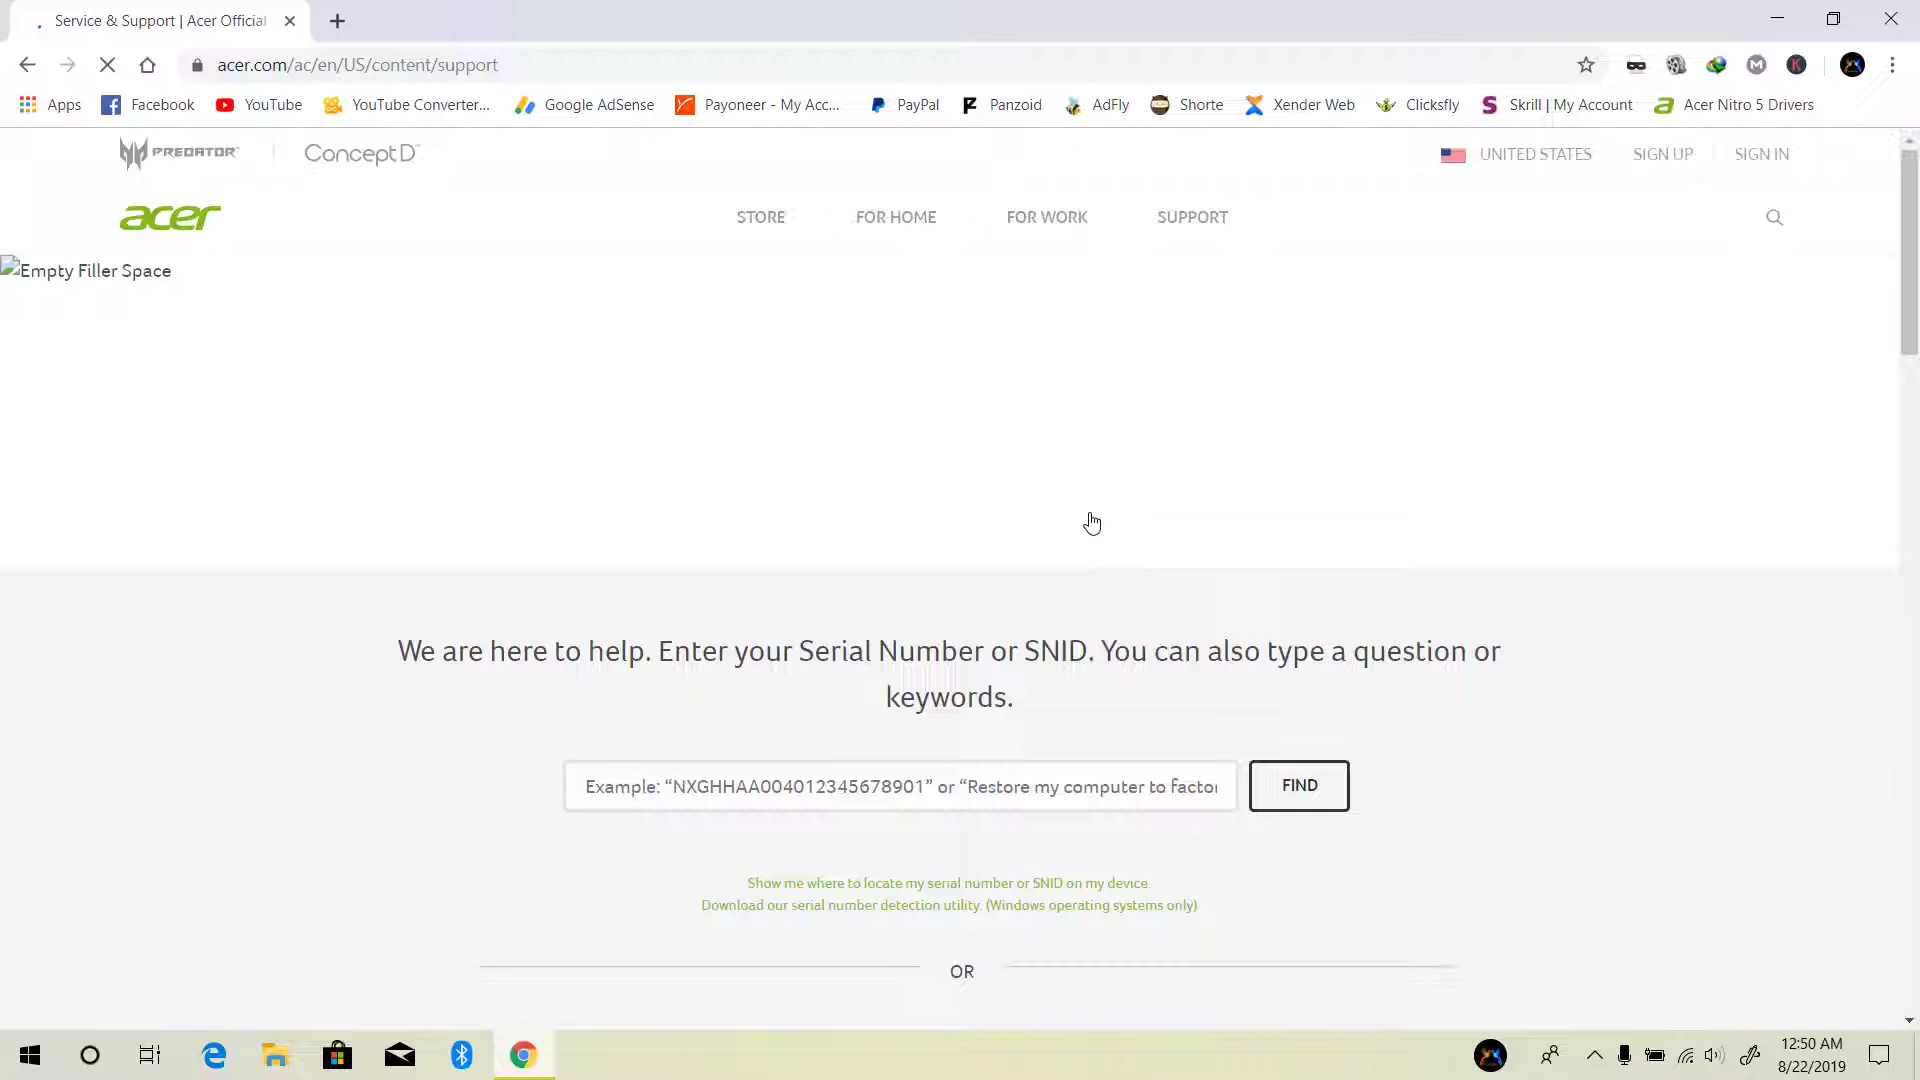 Service & Support | Acer Official
acer.com/ac/en/US/content/support
Apps Facebook YouTube YouTube Converter... Google AdSense Payoneer - My Acc... PayPal Panzoid AdFly Shorte Xender Web Clicksfly Skrill | My Account Acer Nitro 5 Drivers
PREDATOR ConceptD™ UNITED STATES SIGN UP SIGN IN
acer STORE FOR HOME FOR WORK SUPPORT
Empty Filler Space
We are here to help. Enter your Serial Number or SNID. You can also type a question or
keywords.
Example: “NXGHHAA004012345678901” or “Restore my computer to factor
FIND
Show me where to locate my serial number or SNID on my device.
Download our serial number detection utility. (Windows operating systems only)
OR
12:50 AM
8/22/2019